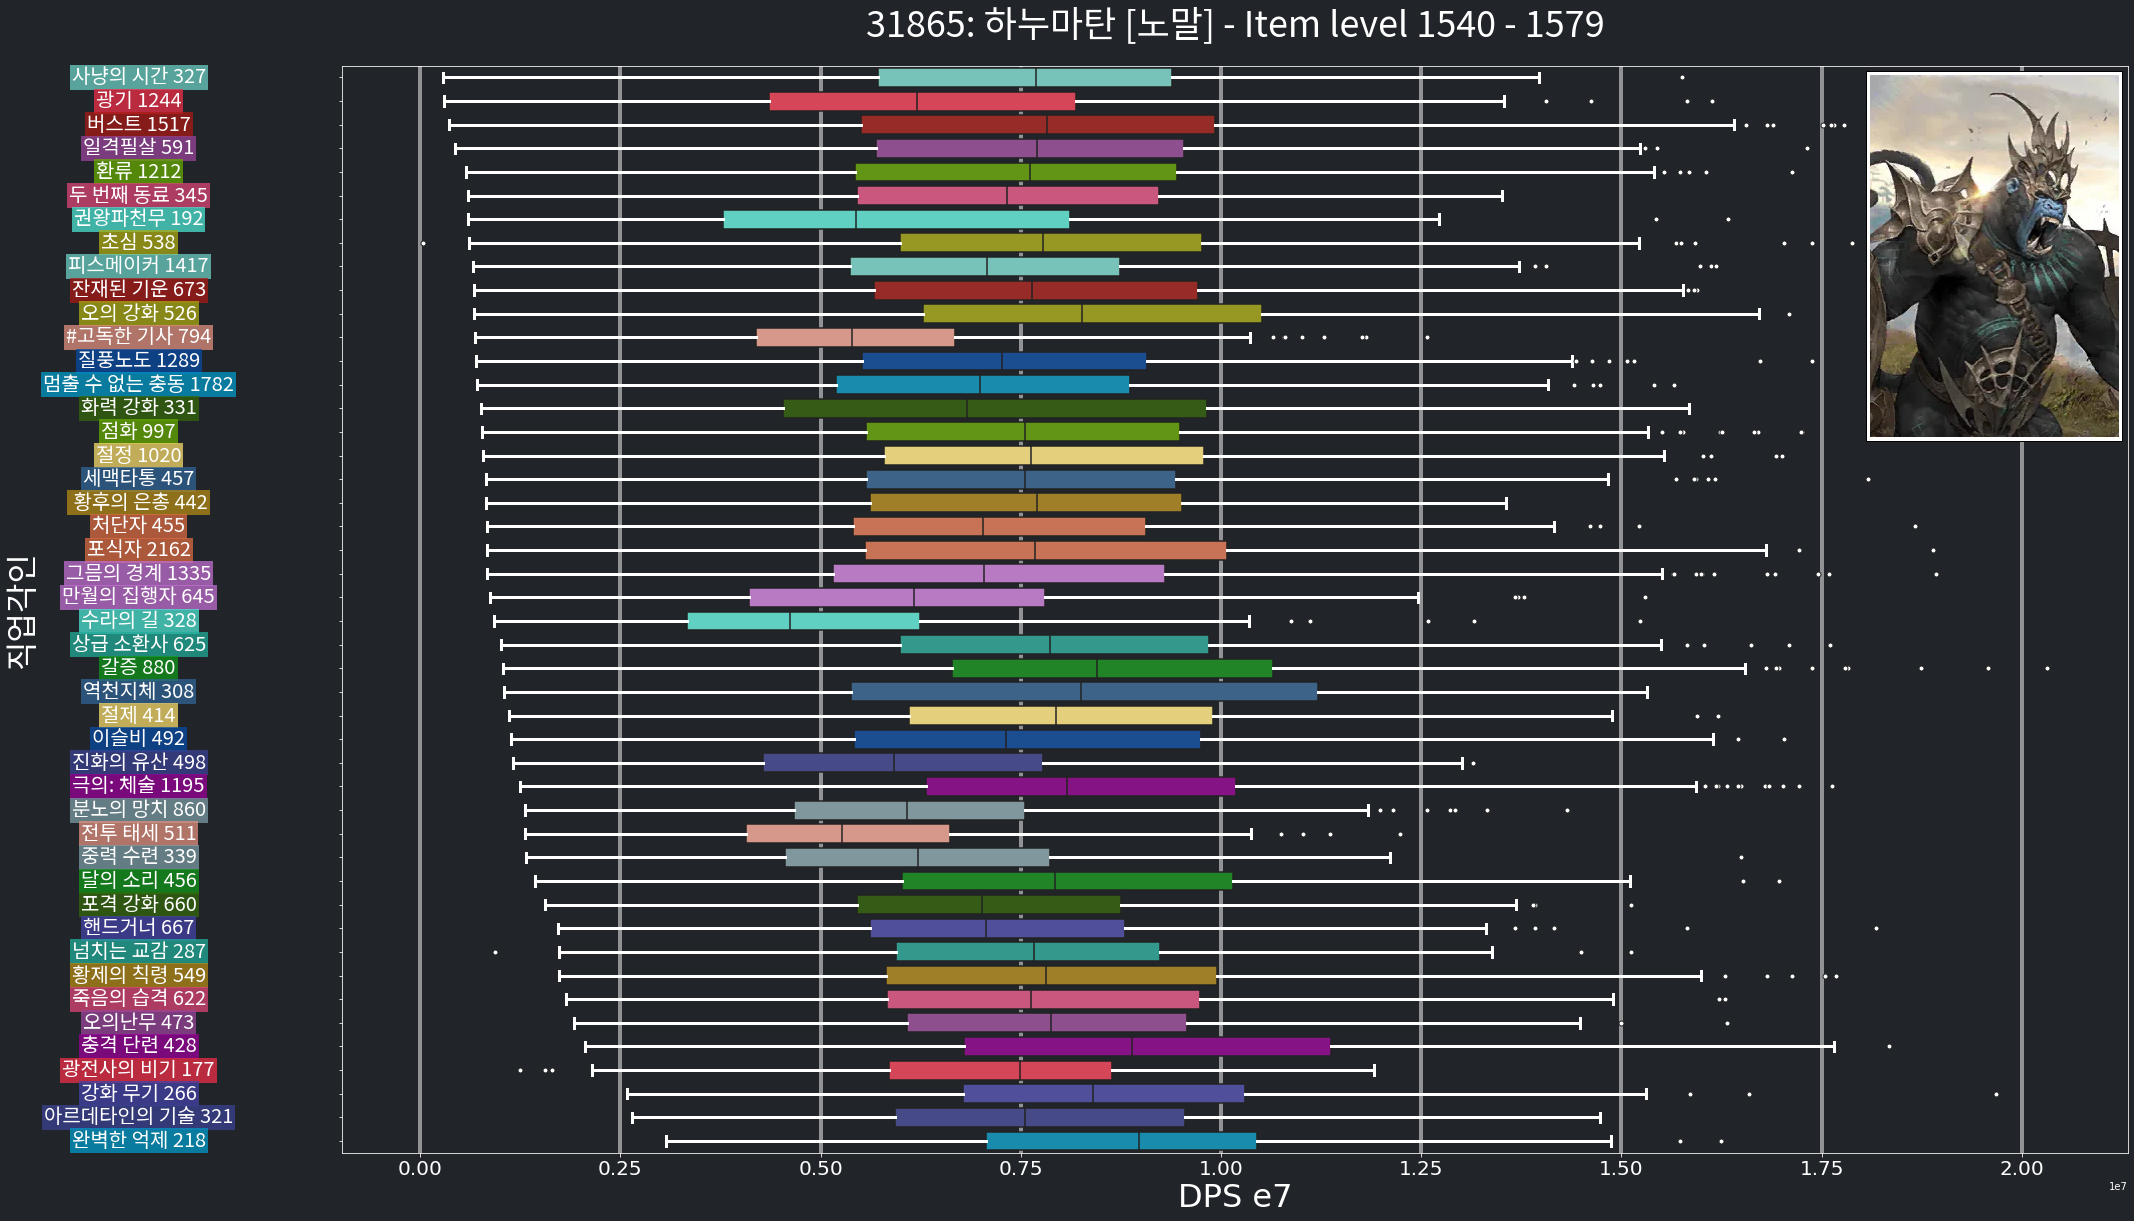 31865: 하누마탄 [노말] - Item level 1540 - 1579
사냥의 시간 327
광기 1244
버스트 1517
일격필살 591
환류 1212
두 번째 동료 345
권왕파천무 192
초심 538
피스메이커 1417
잔재된 기운 673
오의 강화 526
#고독한 기사 794
질풍노도 1289
멈출 수 없는 충동 1782
화력 강화 331
점화 997
절정 1020
세맥타통 457
황후의 은총 442
처단자 455
포식자 2162
그믐의 경계 1335
만월의 집행자 645
수라의 길 328
상급 소환사 625
갈증 880
역천지체 308
절제 414
이슬비 492
진화의 유산 498
극의: 체술 1195
분노의 망치 860
전투 태세 511
중력 수련 339
달의 소리 456
포격 강화 660
핸드거너 667
넘치는 교감 287
황제의 칙령 549
죽음의 습격 622
오의난무 473
충격 단련 428
광전사의 비기 177
강화 무기 266
아르데타인의 기술 321
완벽한 억제 218
직업각인
0.00 0.25 0.50 0.75 1.00 1.25 1.50 1.75 2.00
DPS e7
1e7